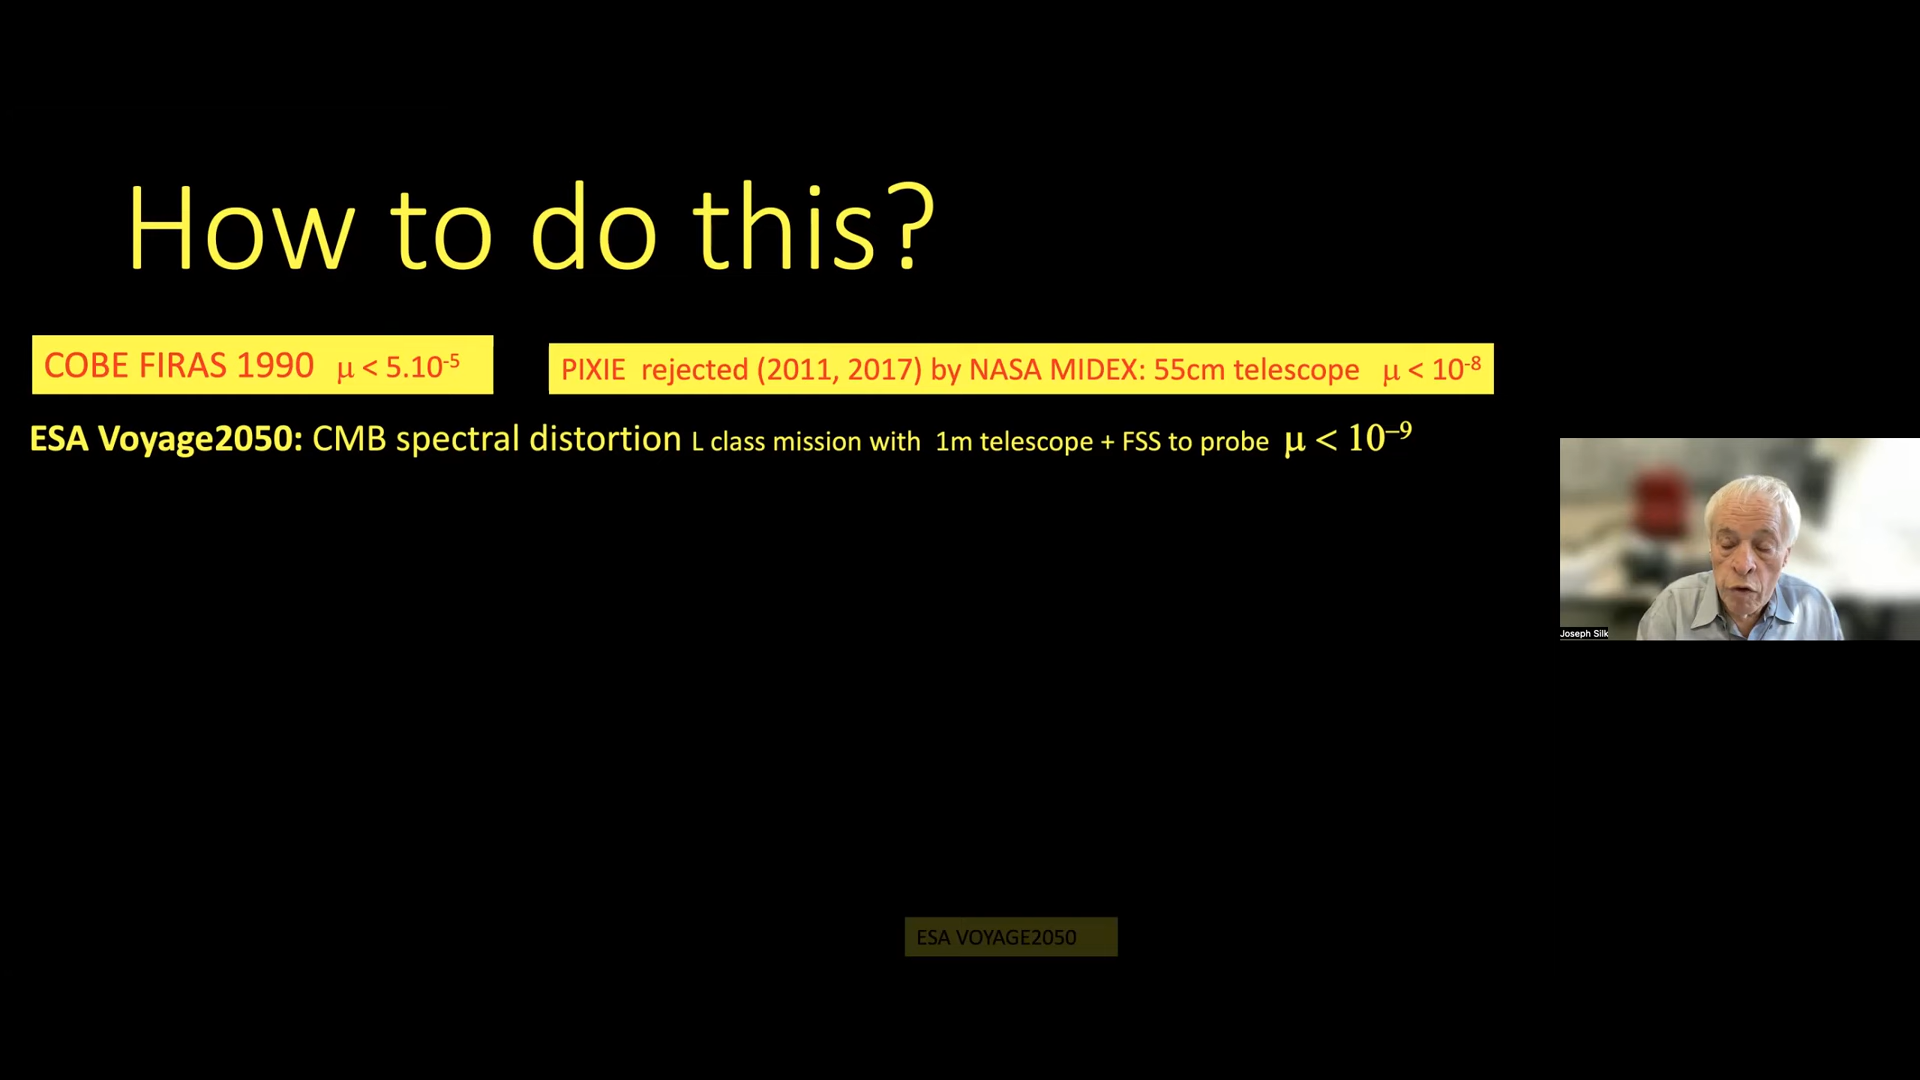 How to do this?
COBE FIRAS 1990 μ < 5.10⁻⁵
PIXIE rejected (2011, 2017) by NASA MIDEX: 55cm telescope μ < 10⁻⁸
ESA Voyage2050: CMB spectral distortion L class mission with 1m telescope + FSS to probe μ < 10⁻⁹
Joseph Silk
ESA VOYAGE2050